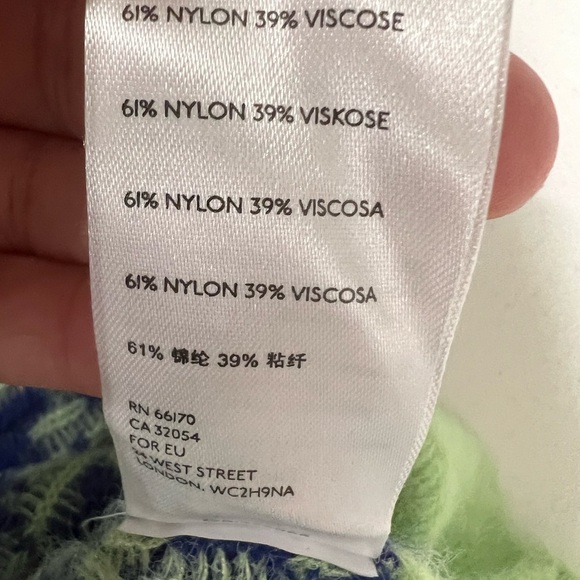 61% NYLON 39% VISCOSE
61% NYLON 39% VISKOSE
61% NYLON 39% VISCOSA
61% NYLON 39% VISCOSA
61% 锦纶 39% 粘纤
RN 66170
CA 32054
FOR EU
94 WEST STREET
LONDON, WC2H9NA